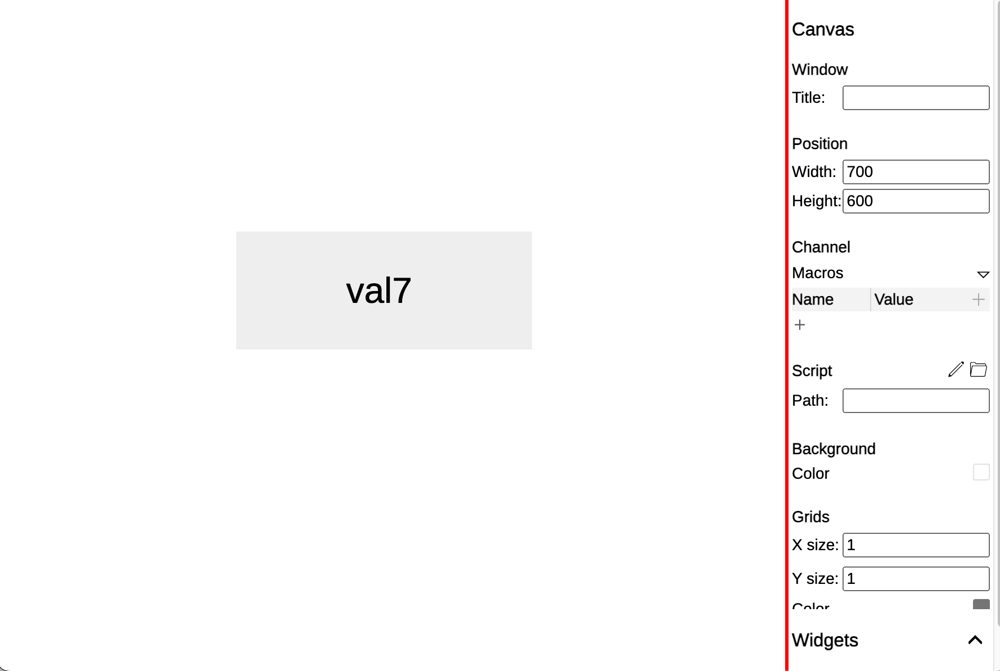 val7
Canvas
Window
Title:
Position
Width: 700
Height: 600
Channel
Macros
Name Value
Script
Path:
Background
Color
Grids
X size: 1
Y size: 1
Color
Widgets